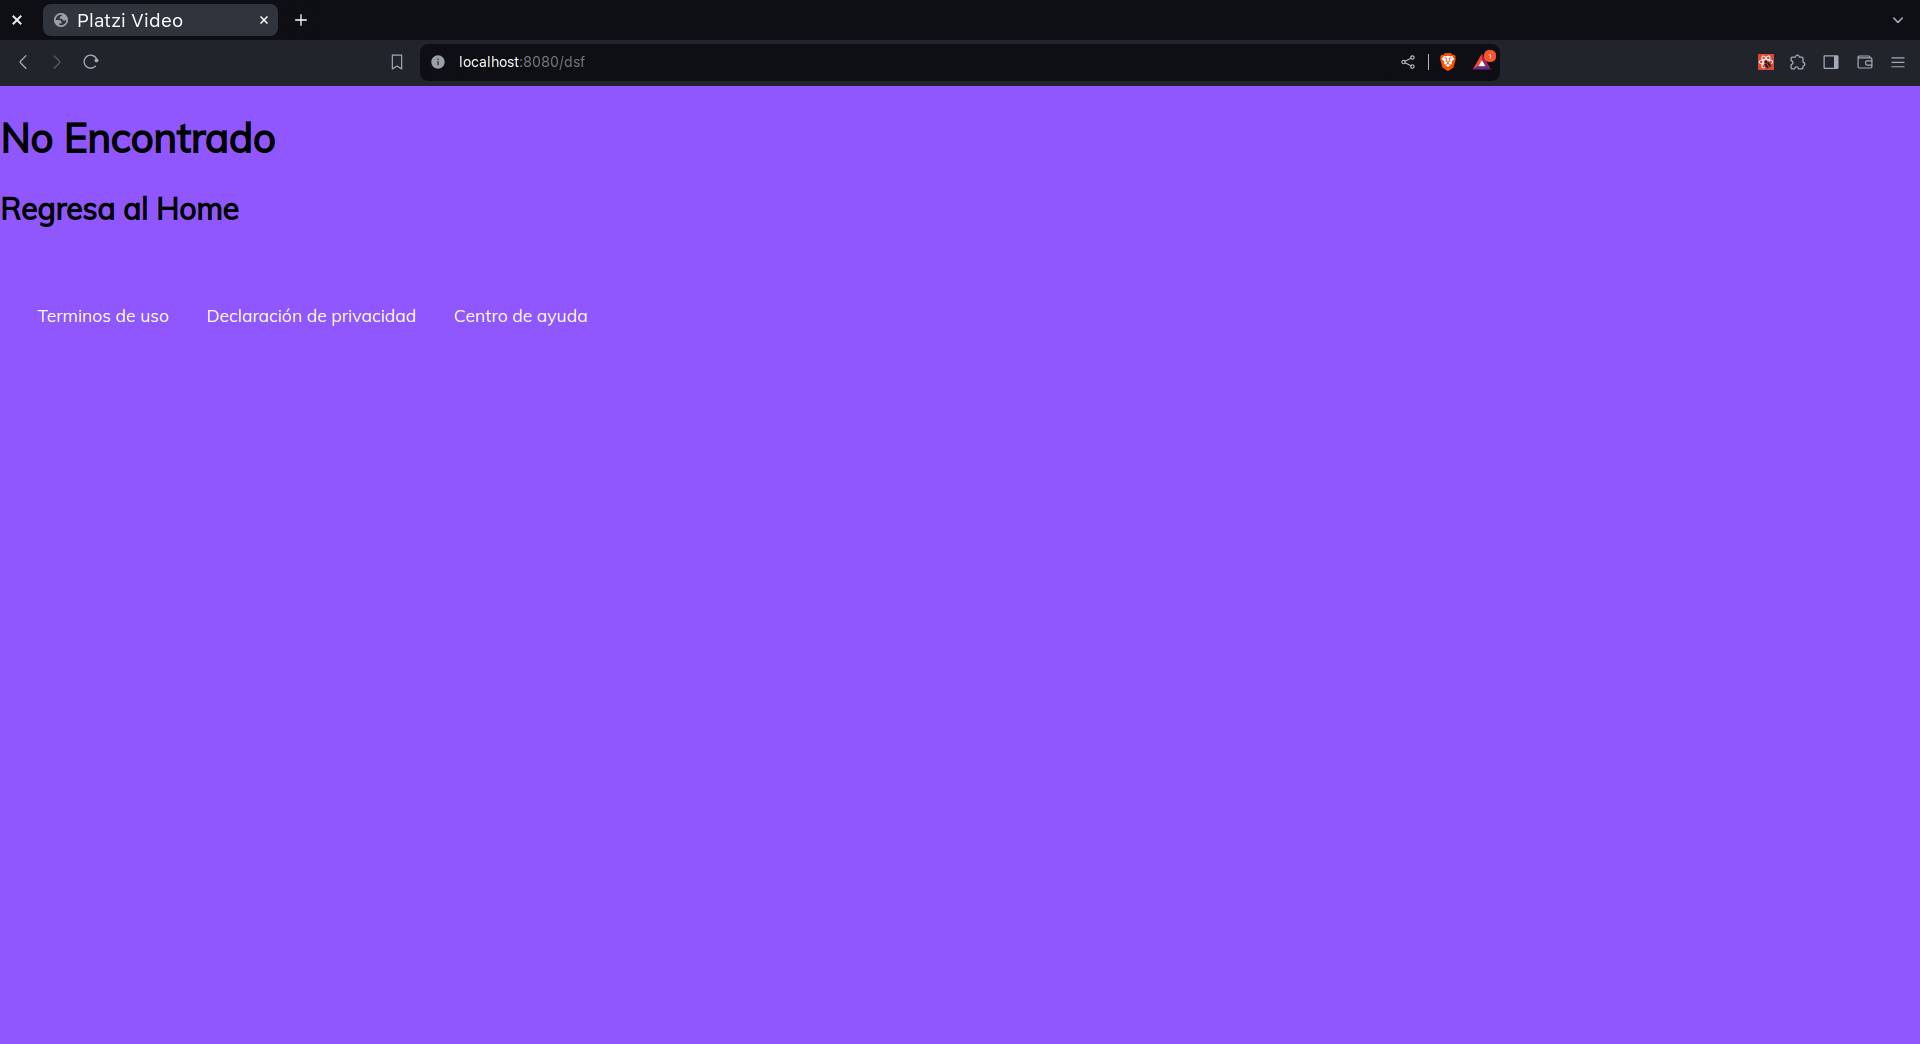 Platzi Video
localhost:8080/dsf
1
No Encontrado
Regresa al Home
Terminos de uso Declaración de privacidad Centro de ayuda